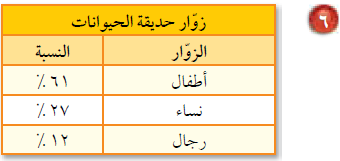 ٦
زوّار حديقة الحيوانات
الزوّار النسبة
أطفال ٦١ ٪
نساء ٢٧ ٪
رجال ١٢ ٪